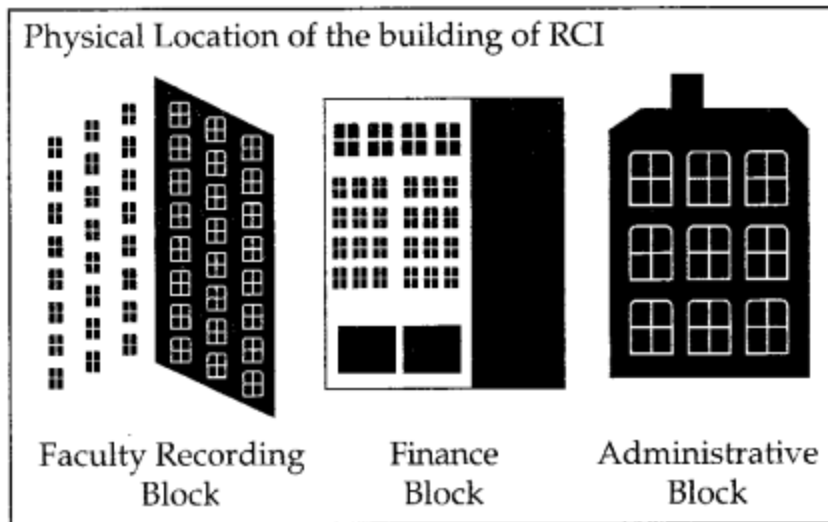 Physical Location of the building of RCI
Faculty Recording
Block
Finance
Block
Administrative
Block